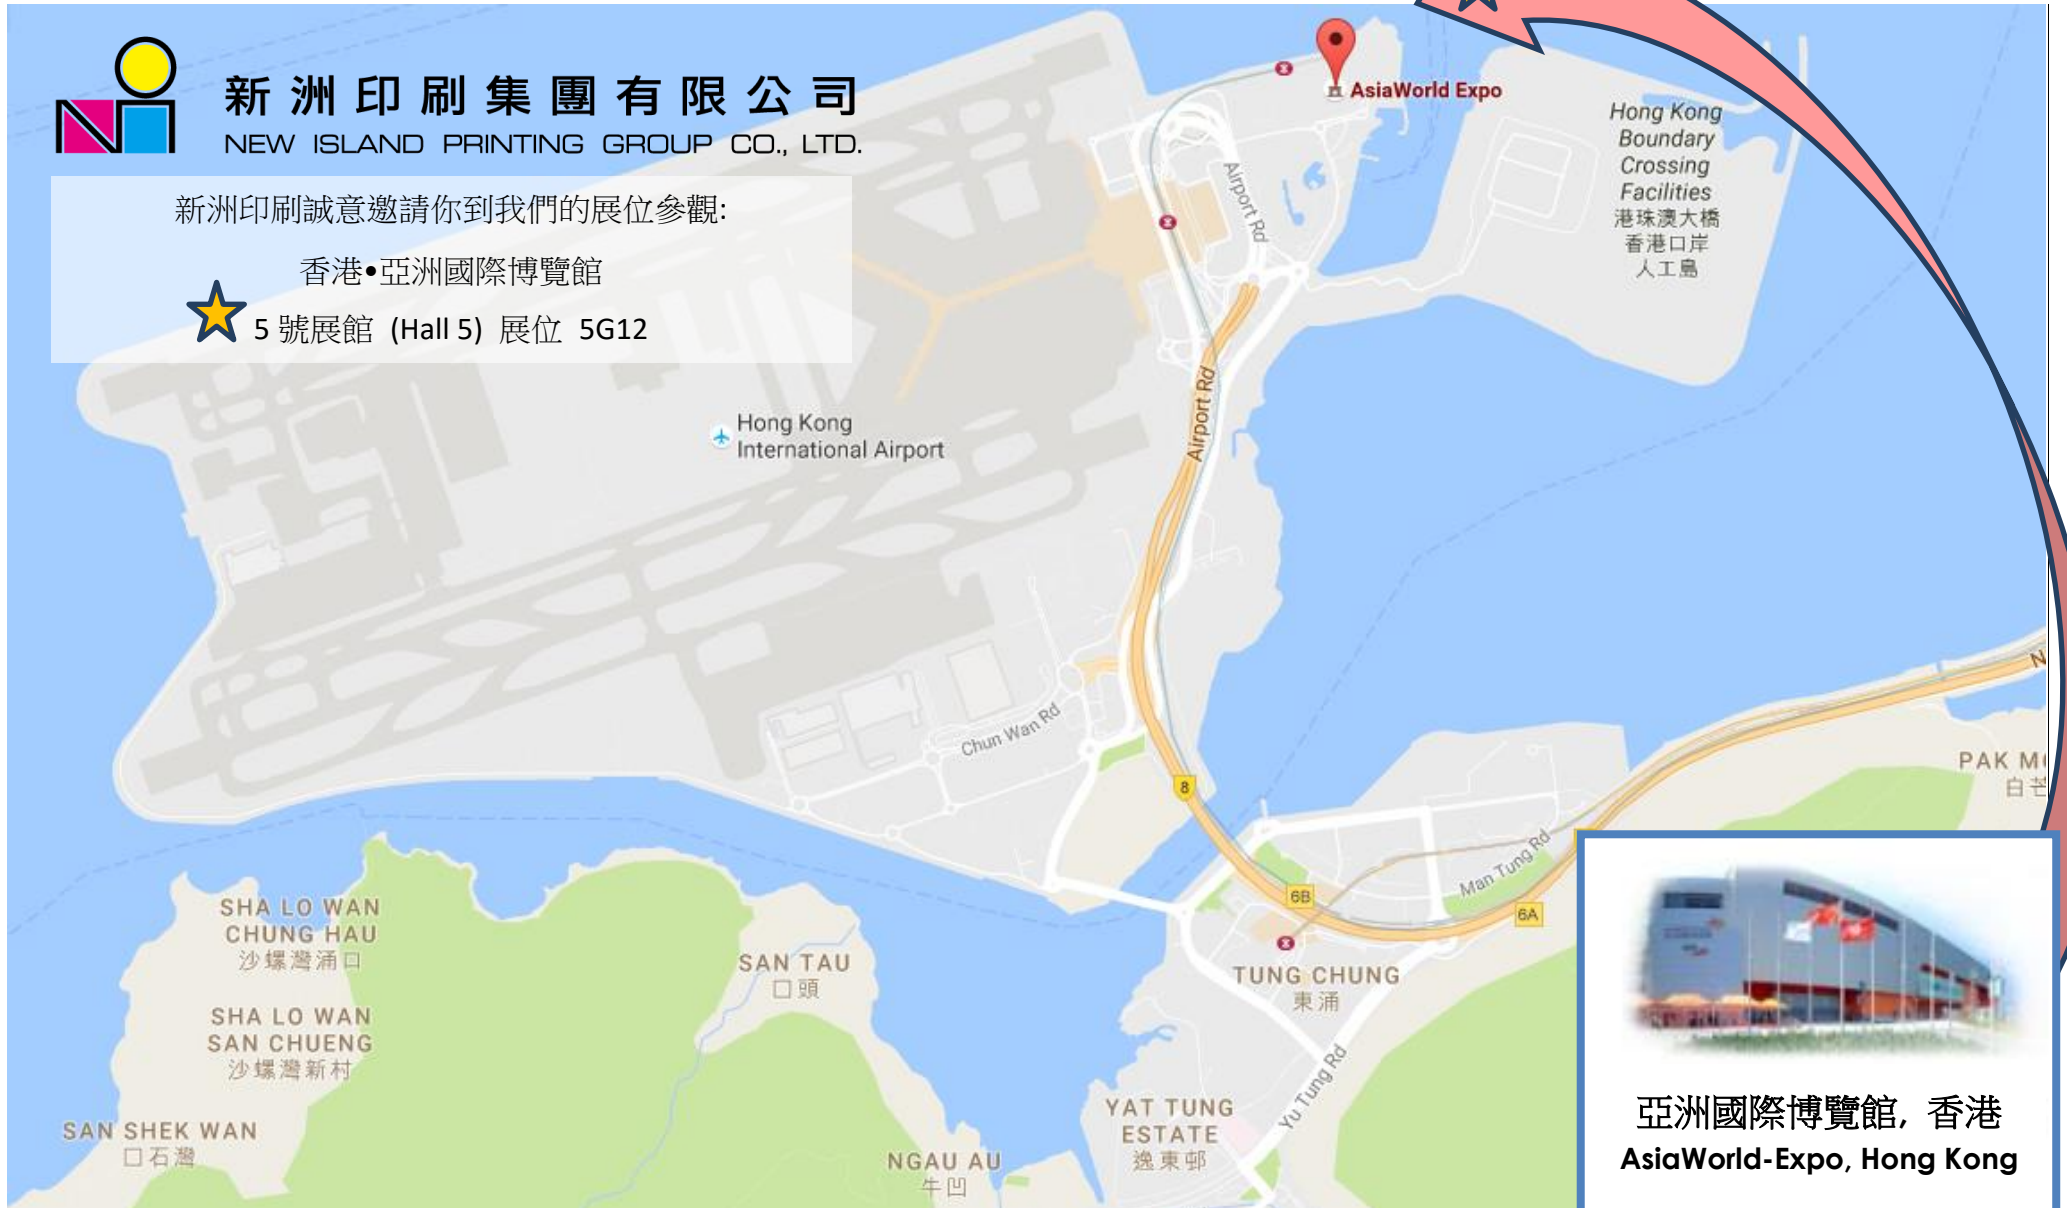 新洲印刷集團有限公司
NEW ISLAND PRINTING GROUP CO., LTD.
新洲印刷誠意邀請你到我們的展位參觀:
香港•亞洲國際博覽館
5 號展館 (Hall 5) 展位 5G12
AsiaWorld Expo
Hong Kong
Boundary
Crossing
Facilities
港珠澳大橋
香港口岸
人工島
Airport Rd
Airport Rd
Hong Kong
International Airport
Chun Wan Rd
8
N
PAK M
白芒
Man Tung Rd
6B
6A
SHA LO WAN
CHUNG HAU
沙螺灣涌口
SAN TAU
口頭
TUNG CHUNG
東涌
SHA LO WAN
SAN CHUENG
沙螺灣新村
Yu Tung Rd
YAT TUNG
ESTATE
逸東邨
SAN SHEK WAN
口石灣
NGAU AU
牛凹
亞洲國際博覽館, 香港
AsiaWorld-Expo, Hong Kong